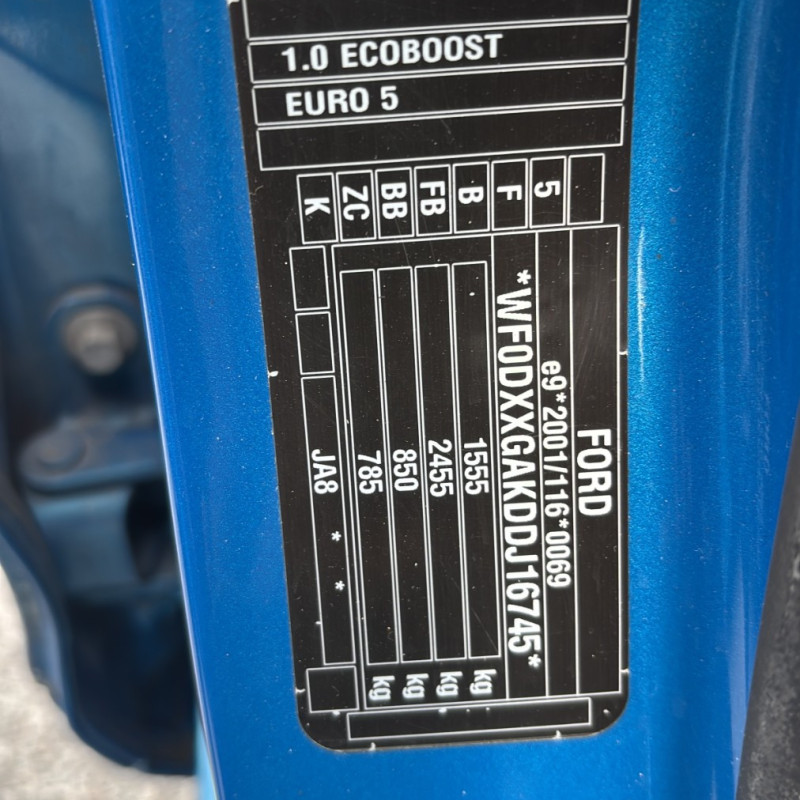 1.0 ECOBOOST
EURO 5
K ZC BB FB B F 5
FORD
e9*2001/116*0069
*WF0DXXGAKDDJ16745*
1555 kg
2455 kg
850 kg
785 kg
JA8 * *